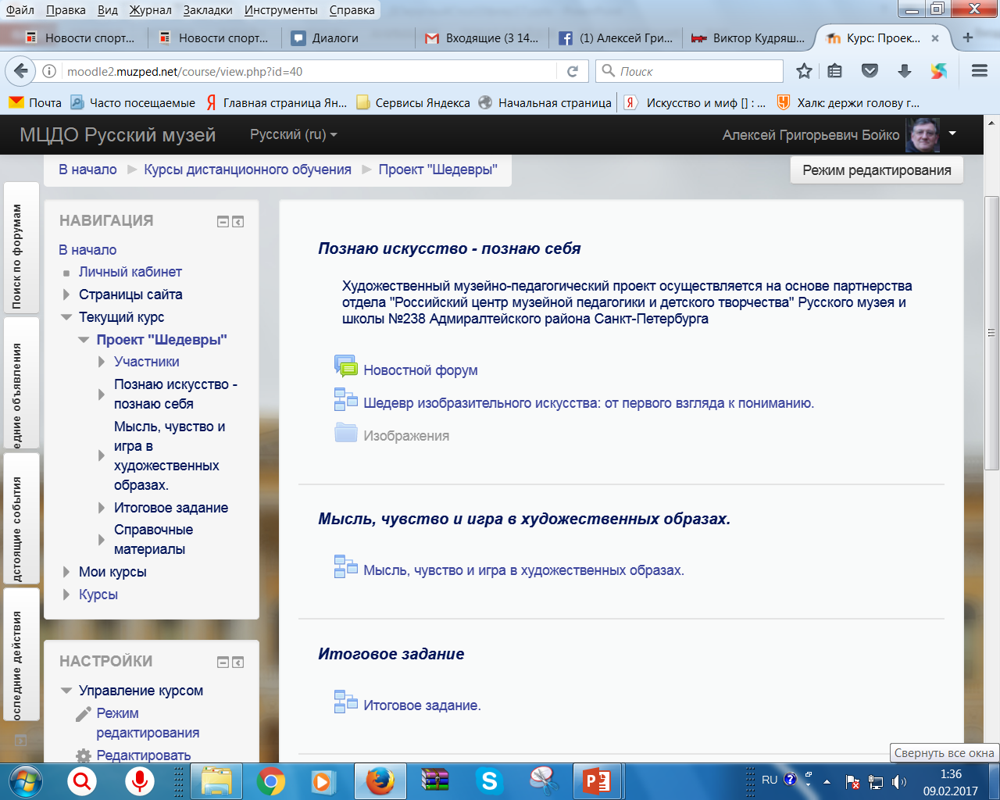 Файл Правка Вид Журнал Закладки Инструменты Справка
Новости спорт... Новости спорт... Диалоги Входящие (3 14... (1) Алексей Гри... Виктор Кудряш... Курс: Проек...
moodle2.muzped.net/course/view.php?id=40 Поиск
Почта Часто посещаемые Главная страница Ян... Сервисы Яндекса Начальная страница Искусство и миф [] : ... Халк: держи голову г...
МЦДО Русский музей Русский (ru) Алексей Григорьевич Бойко
В начало Курсы дистанционного обучения Проект "Шедевры" Режим редактирования
Поиск по форумам
едние объявления
дстоящие события
оследние действия
НАВИГАЦИЯ
В начало
Личный кабинет
Страницы сайта
Текущий курс
Проект "Шедевры"
Участники
Познаю искусство -
познаю себя
Мысль, чувство и
игра в
художественных
образах.
Итоговое задание
Справочные
материалы
Мои курсы
Курсы
НАСТРОЙКИ
Управление курсом
Режим
редактирования
Редактировать
Познаю искусство - познаю себя
Художественный музейно-педагогический проект осуществляется на основе партнерства
отдела "Российский центр музейной педагогики и детского творчества" Русского музея и
школы №238 Адмиралтейского района Санкт-Петербурга
Новостной форум
Шедевр изобразительного искусства: от первого взгляда к пониманию.
Изображения
Мысль, чувство и игра в художественных образах.
Мысль, чувство и игра в художественных образах.
Итоговое задание
Итоговое задание.
Свернуть все окна
RU 1:36
09.02.2017